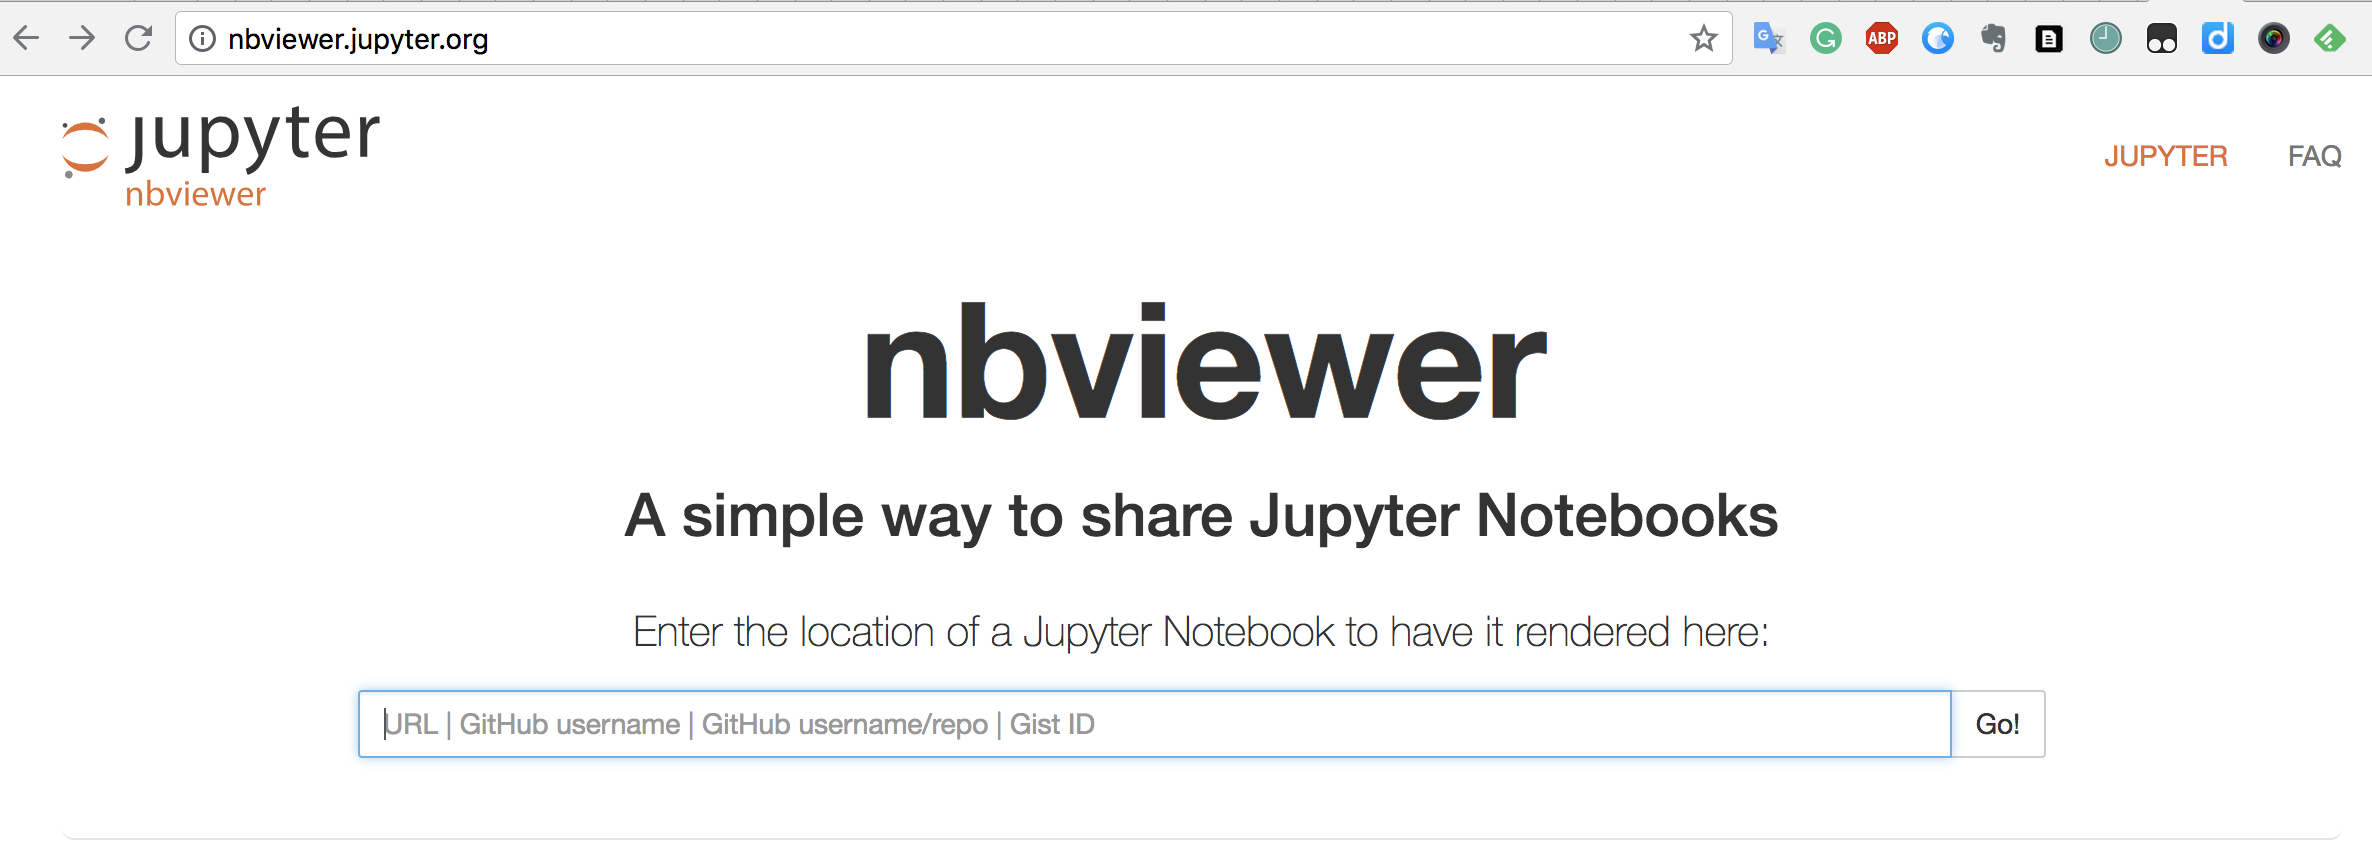 nbviewer.jupyter.org
ABP
jupyter
nbviewer
JUPYTER
FAQ
nbviewer
A simple way to share Jupyter Notebooks
Enter the location of a Jupyter Notebook to have it rendered here:
URL | GitHub username | GitHub username/repo | Gist ID
Go!